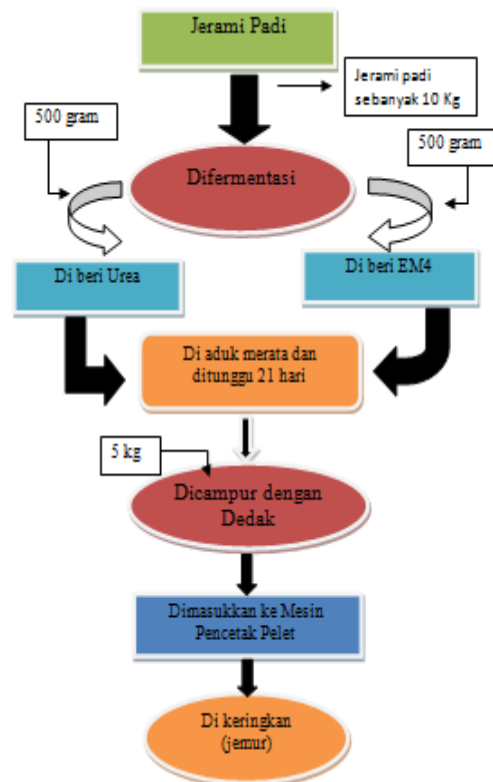 Jerami Padi
Jerami padi
sebanyak 10 Kg
500 gram
500 gram
Difermentasi
Di beri Urea
Di beri EM4
Di aduk merata dan
ditunggu 21 hari
5 kg
Dicampur dengan
Dedak
Dimasukkan ke Mesin
Pencetak Pelet
Di keringkan
(jemur)